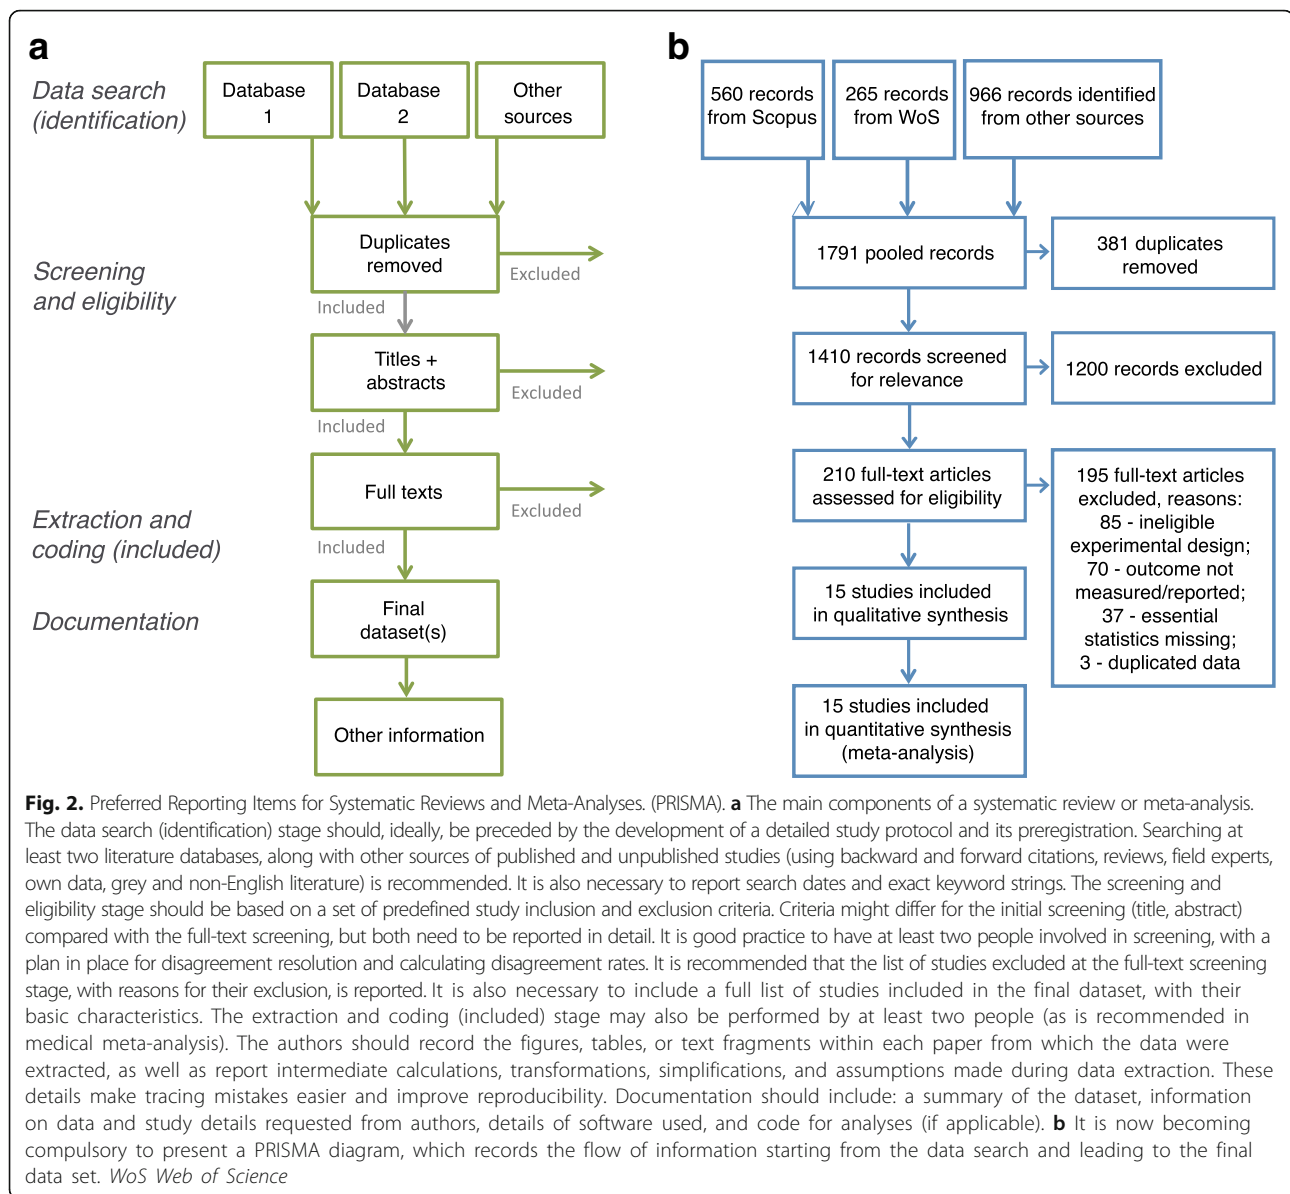 a
Data search
(identification)
Database
1
Database
2
Other
sources
Screening
and eligibility
Duplicates
removed
Excluded
Included
Titles +
abstracts
Excluded
Included
Full texts
Excluded
Extraction and
coding (included)
Included
Documentation
Final
dataset(s)
Other information
b
560 records
from Scopus
265 records
from WoS
966 records identified
from other sources
1791 pooled records
381 duplicates
removed
1410 records screened
for relevance
1200 records excluded
210 full-text articles
assessed for eligibility
195 full-text articles
excluded, reasons:
85 - ineligible
experimental design;
70 - outcome not
measured/reported;
37 - essential
statistics missing;
3 - duplicated data
15 studies included
in qualitative synthesis
15 studies included
in quantitative synthesis
(meta-analysis)
Fig. 2. Preferred Reporting Items for Systematic Reviews and Meta-Analyses. (PRISMA). a The main components of a systematic review or meta-analysis.
The data search (identification) stage should, ideally, be preceded by the development of a detailed study protocol and its preregistration. Searching at
least two literature databases, along with other sources of published and unpublished studies (using backward and forward citations, reviews, field experts,
own data, grey and non-English literature) is recommended. It is also necessary to report search dates and exact keyword strings. The screening and
eligibility stage should be based on a set of predefined study inclusion and exclusion criteria. Criteria might differ for the initial screening (title, abstract)
compared with the full-text screening, but both need to be reported in detail. It is good practice to have at least two people involved in screening, with a
plan in place for disagreement resolution and calculating disagreement rates. It is recommended that the list of studies excluded at the full-text screening
stage, with reasons for their exclusion, is reported. It is also necessary to include a full list of studies included in the final dataset, with their
basic characteristics. The extraction and coding (included) stage may also be performed by at least two people (as is recommended in
medical meta-analysis). The authors should record the figures, tables, or text fragments within each paper from which the data were
extracted, as well as report intermediate calculations, transformations, simplifications, and assumptions made during data extraction. These
details make tracing mistakes easier and improve reproducibility. Documentation should include: a summary of the dataset, information
on data and study details requested from authors, details of software used, and code for analyses (if applicable). b It is now becoming
compulsory to present a PRISMA diagram, which records the flow of information starting from the data search and leading to the final
data set. WoS Web of Science